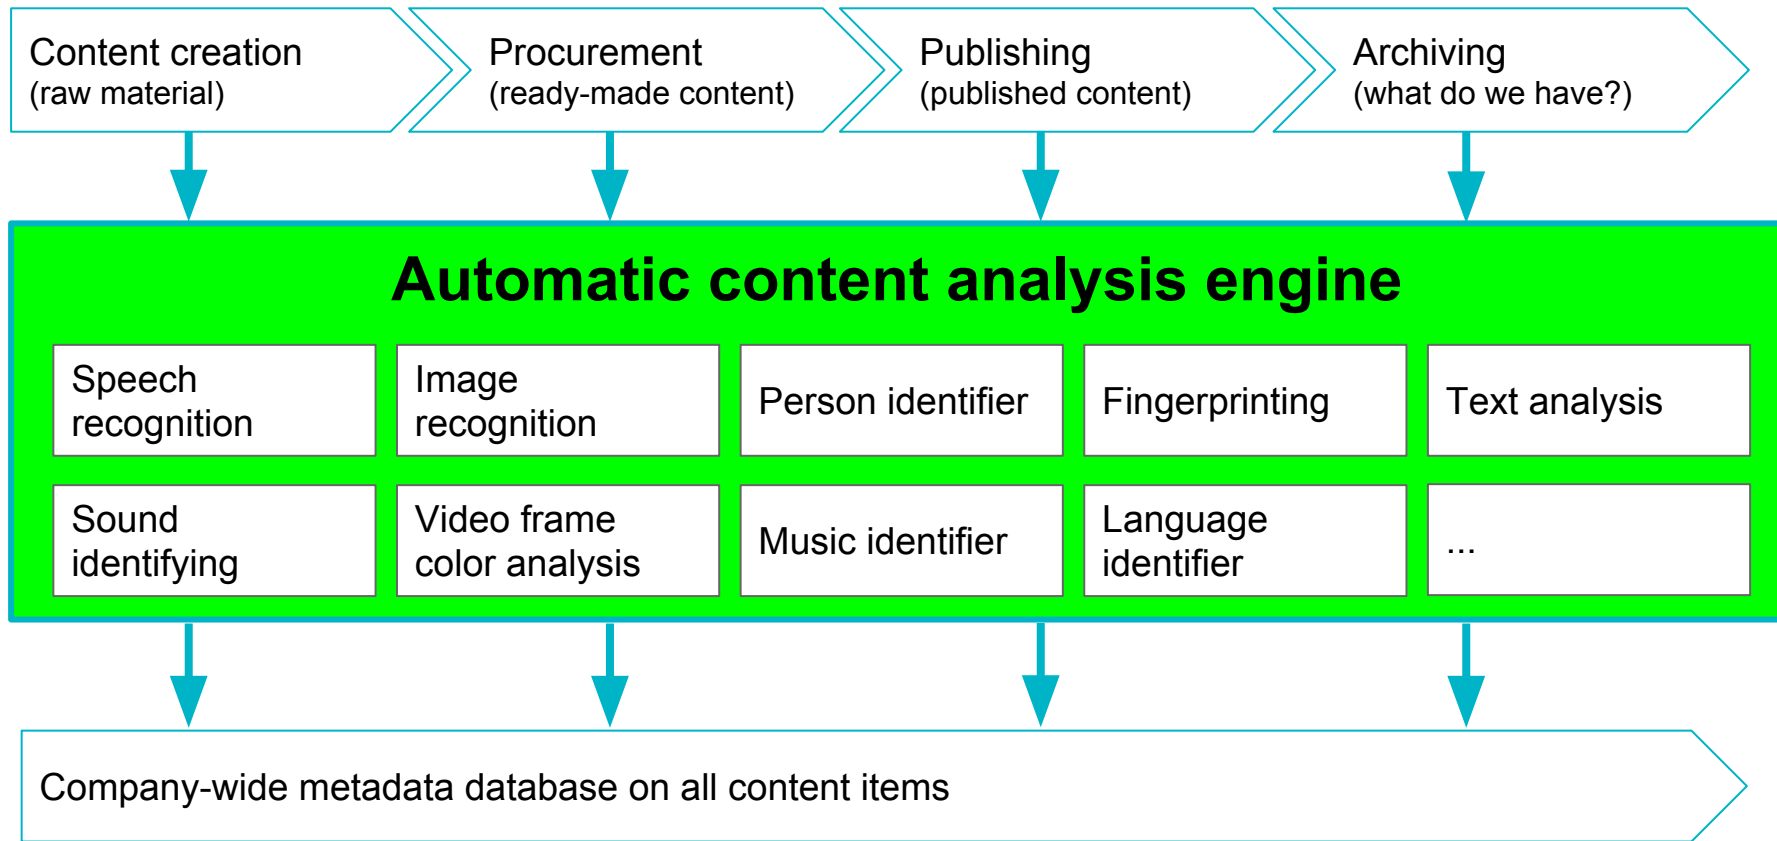 Content creation
(raw material)
Procurement
(ready-made content)
Publishing
(published content)
Archiving
(what do we have?)
Automatic content analysis engine
Speech
recognition
Image
recognition
Person identifier
Fingerprinting
Text analysis
Sound
identifying
Video frame
color analysis
Music identifier
Language
identifier
...
Company-wide metadata database on all content items